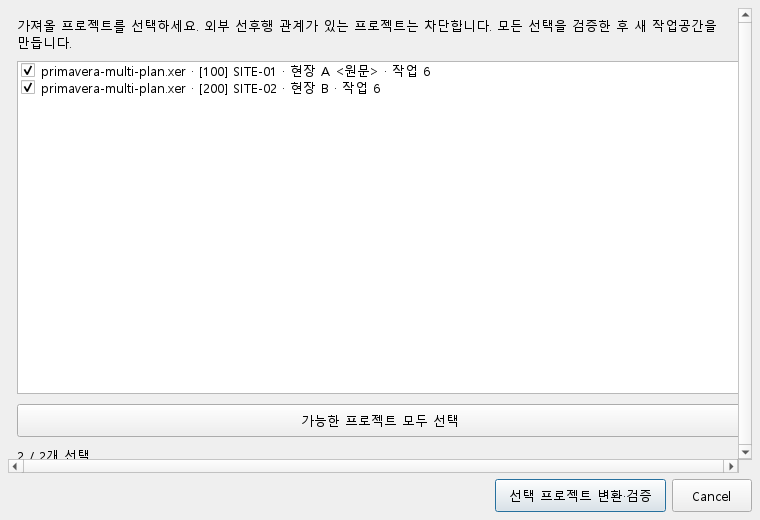 가져올 프로젝트를 선택하세요. 외부 선후행 관계가 있는 프로젝트는 차단합니다. 모든 선택을 검증한 후 새 작업공간을
만듭니다.
primavera-multi-plan.xer · [100] SITE-01 · 현장 A <원문> · 작업 6
primavera-multi-plan.xer · [200] SITE-02 · 현장 B · 작업 6
가능한 프로젝트 모두 선택
2 / 2개 선택
선택 프로젝트 변환·검증
Cancel